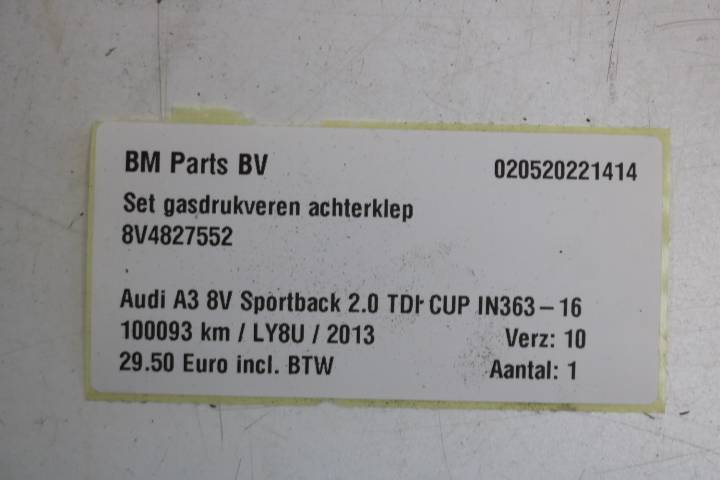 BM Parts BV 020520221414
Set gasdrukveren achterklep
8V4827552
Audi A3 8V Sportback 2.0 TDI CUP IN363-16
100093 km / LY8U / 2013 Verz: 10
29.50 Euro incl. BTW Aantal: 1